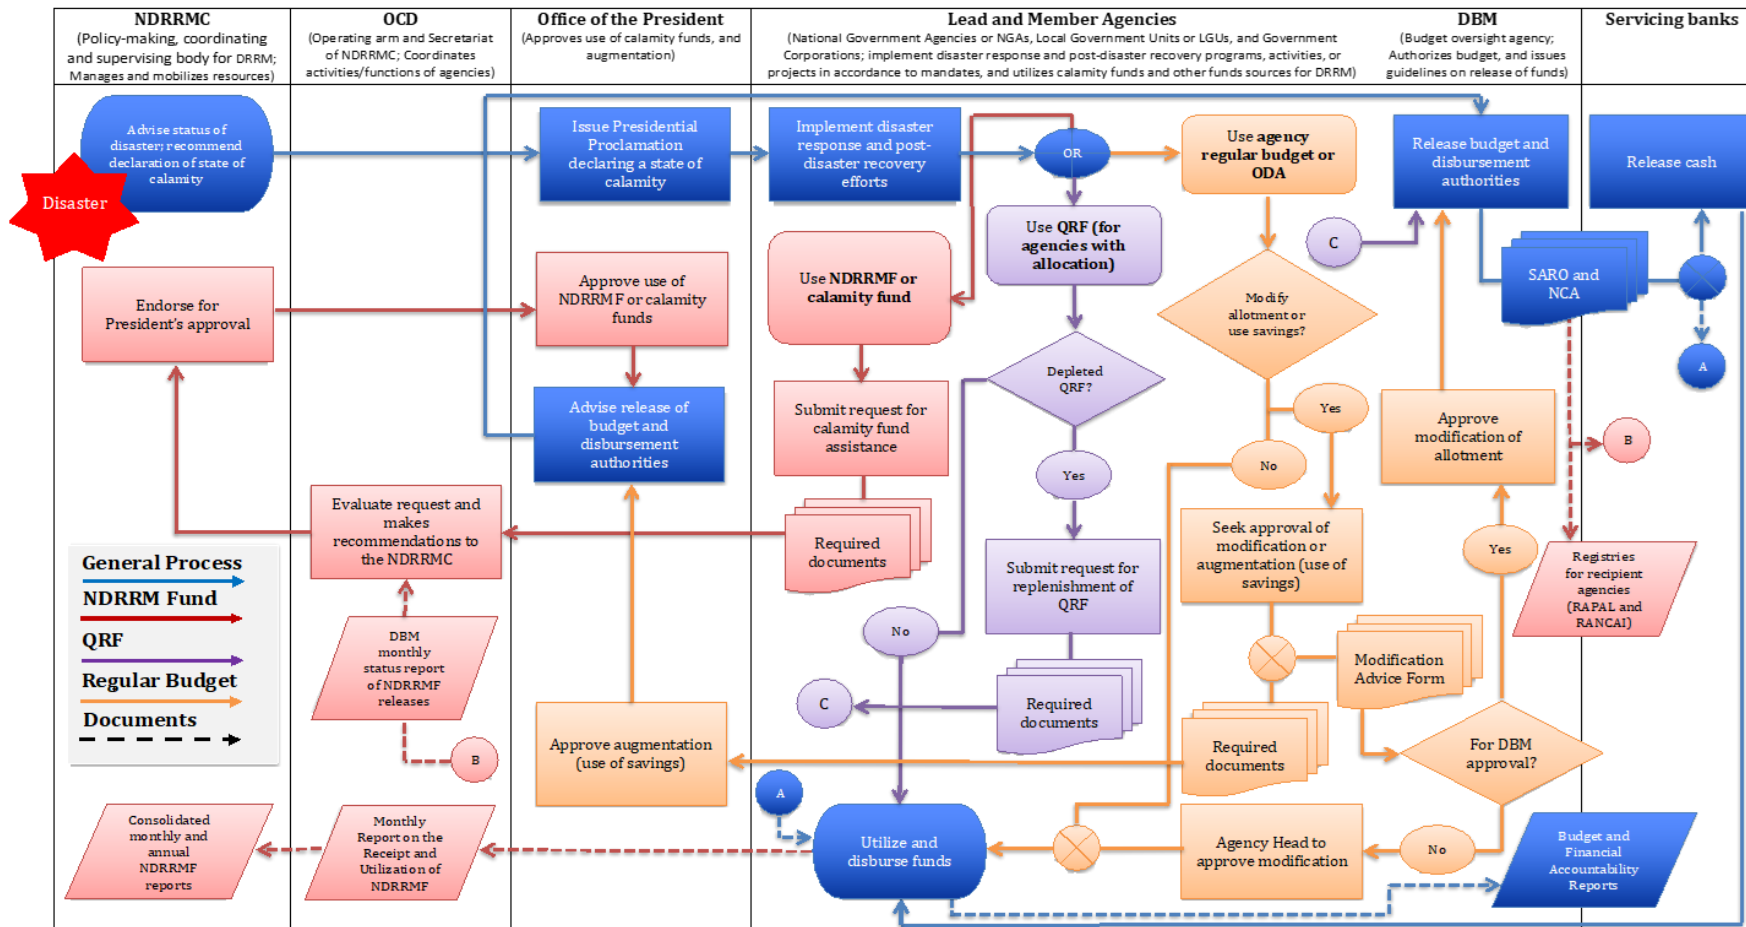 NDRRMC
(Policy-making, coordinating
and supervising body for DRRM;
Manages and mobilizes resources)
OCD
(Operating arm and Secretariat
of NDRRMC; Coordinates
activities/functions of agencies)
Office of the President
(Approves use of calamity funds, and
augmentation)
Lead and Member Agencies
(National Government Agencies or NGAs, Local Government Units or LGUs, and Government
Corporations; implement disaster response and post-disaster recovery programs, activities, or
projects in accordance to mandates, and utilizes calamity funds and other funds sources for DRRM)
DBM
(Budget oversight agency;
Authorizes budget, and issues
guidelines on release of funds)
Servicing banks
Advise status of
disaster; recommend
declaration of state of
calamity
Disaster
Issue Presidential
Proclamation
declaring a state of
calamity
Implement disaster
response and post-
disaster recovery
efforts
OR
Use agency
regular budget or
ODA
Release budget and
disbursement
authorities
Release cash
Use QRF (for
agencies with
allocation)
C
SARO and
NCA
Endorse for
President's approval
Approve use of
NDRRMF or calamity
funds
Use NDRRMF or
calamity fund
Modify
allotment or
use savings?
Depleted
QRF?
A
Advise release of
budget and
disbursement
authorities
Submit request for
calamity fund
assistance
Yes
Approve
modification of
allotment
B
No
Yes
Evaluate request and
makes
recommendations to
the NDRRMC
Required
documents
Seek approval of
modification or
augmentation (use of
savings)
Yes
General Process
NDRRM Fund
QRF
Regular Budget
Documents
Submit request for
replenishment of
QRF
Registries
for recipient
agencies
(RAPAL and
RANCAI)
No
DBM
monthly
status report
of NDRRMF
releases
Modification
Advice Form
C
Required
documents
Approve augmentation
(use of savings)
Required
documents
For DBM
approval?
B
A
Consolidated
monthly and
annual
NDRRMF
reports
Monthly
Report on the
Receipt and
Utilization of
NDRRMF
Utilize and
disburse funds
Agency Head to
approve modification
No
Budget and
Financial
Accountability
Reports